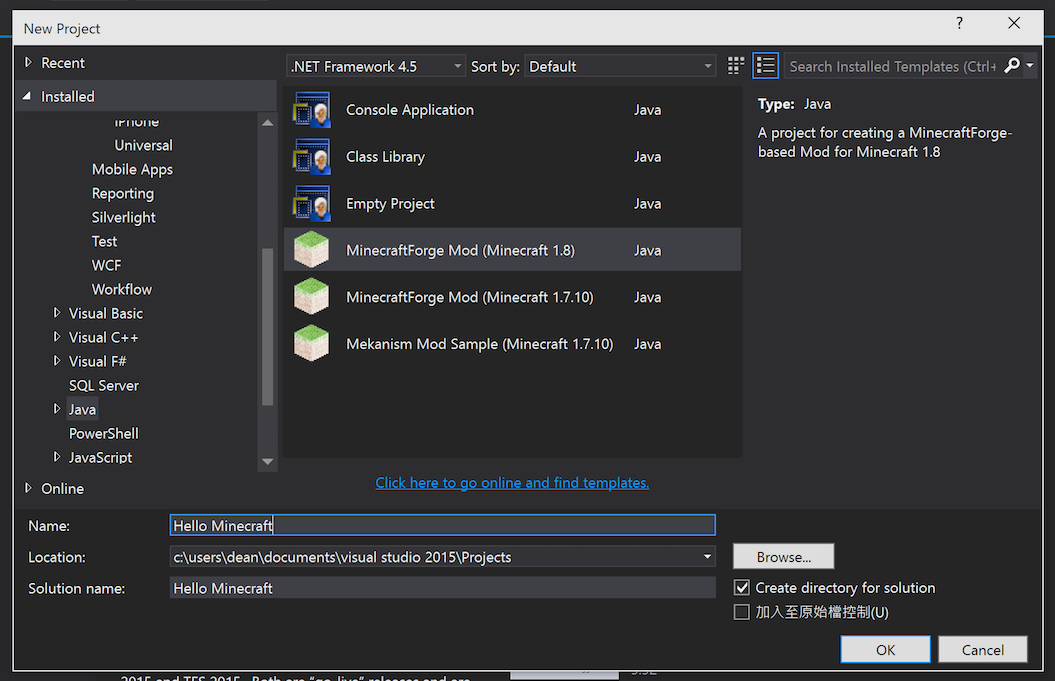 New Project
?
Recent
.NET Framework 4.5
Sort by:
Default
Search Installed Templates (Ctrl+
Installed
iPhone
Universal
Mobile Apps
Reporting
Silverlight
Test
WCF
Workflow
Visual Basic
Visual C++
Visual F#
SQL Server
Java
PowerShell
JavaScript
Online
Console Application Java
Class Library Java
Empty Project Java
MinecraftForge Mod (Minecraft 1.8) Java
MinecraftForge Mod (Minecraft 1.7.10) Java
Mekanism Mod Sample (Minecraft 1.7.10) Java
Click here to go online and find templates.
Type: Java
A project for creating a MinecraftForge-
based Mod for Minecraft 1.8
Name:
Hello Minecraft
Location:
c:\users\dean\documents\visual studio 2015\Projects
Browse...
Solution name:
Hello Minecraft
Create directory for solution
加入至原始檔控制(U)
OK
Cancel
2015 and TFS 2015. Both are "go-live" releases and are